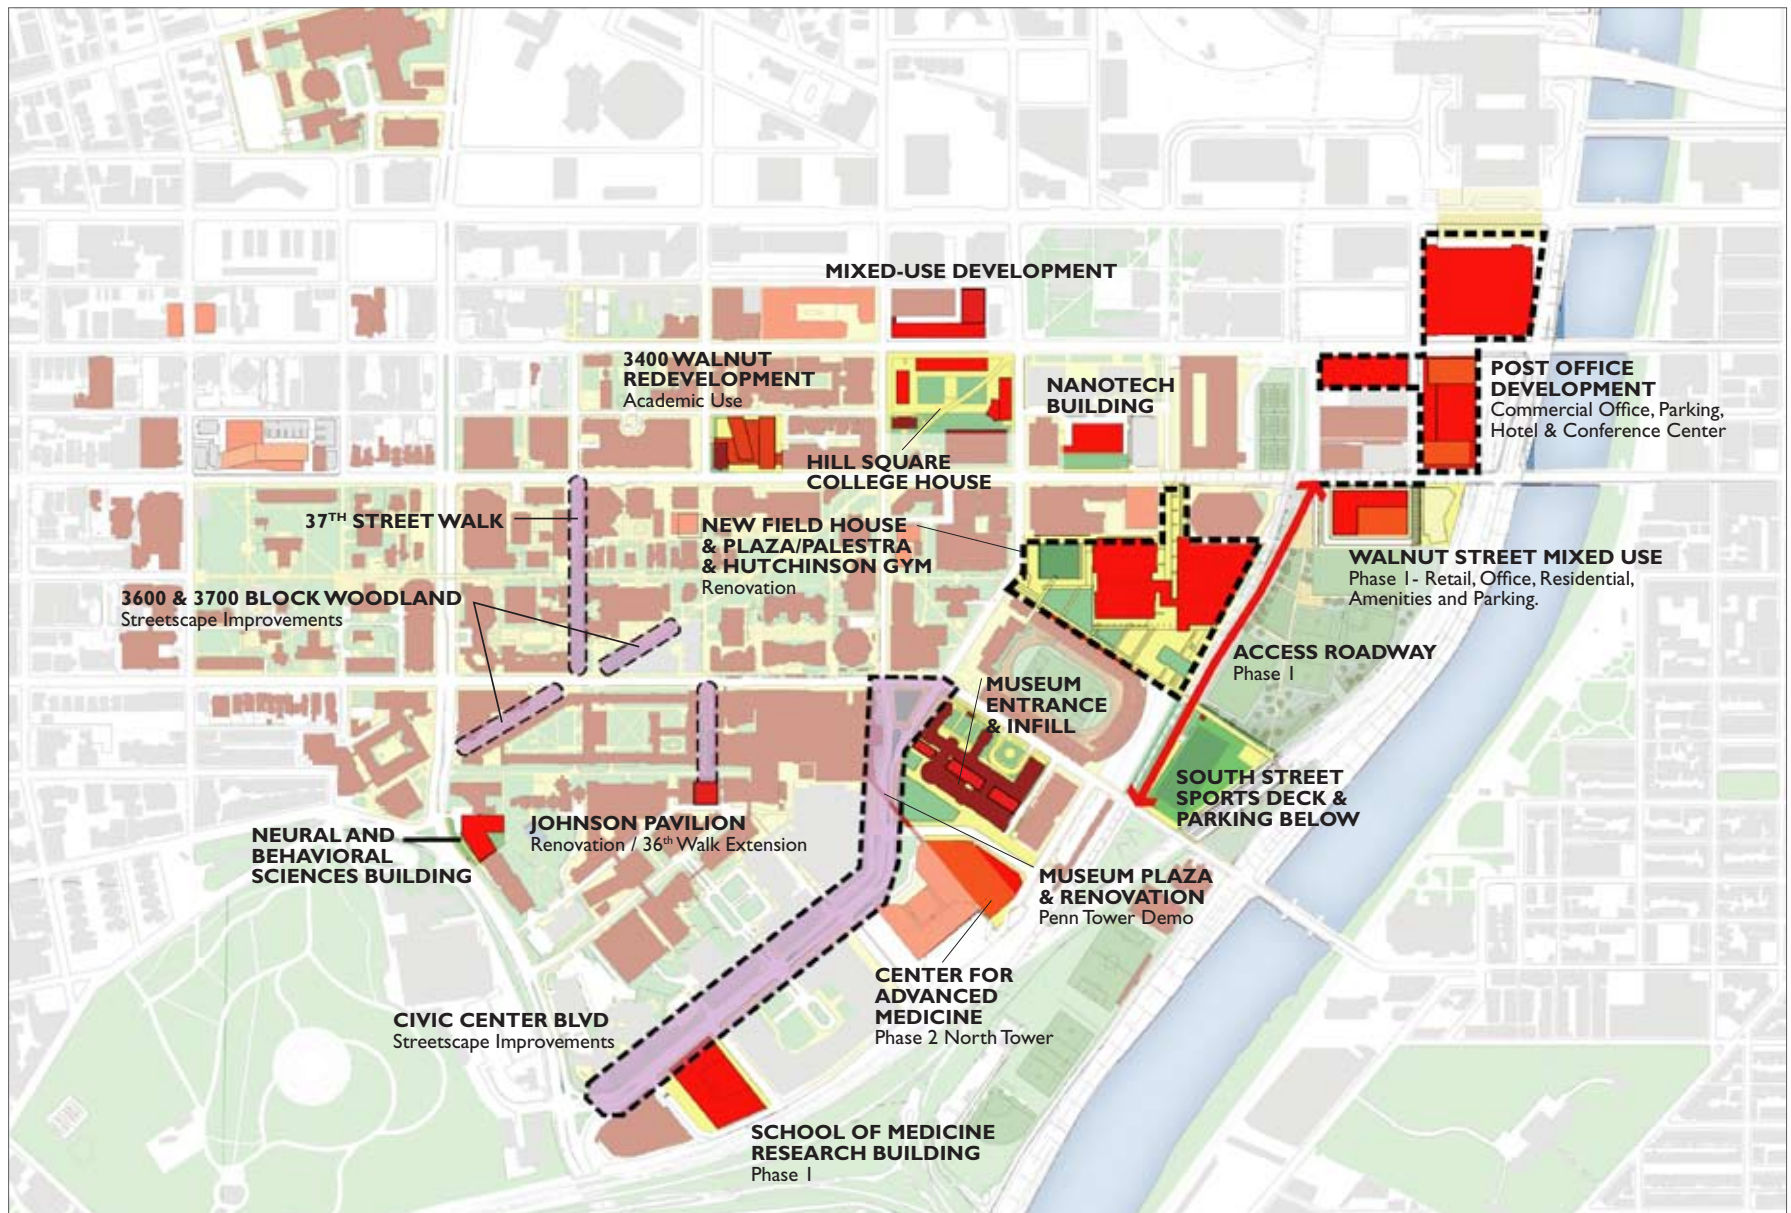 MIXED-USE DEVELOPMENT
3400 WALNUT
REDEVELOPMENT
Academic Use
NANOTECH
BUILDING
POST OFFICE
DEVELOPMENT
Commercial Office, Parking,
Hotel & Conference Center
HILL SQUARE
COLLEGE HOUSE
37TH STREET WALK
NEW FIELD HOUSE
& PLAZA/PALESTRA
& HUTCHINSON GYM
Renovation
WALNUT STREET MIXED USE
Phase 1- Retail, Office, Residential,
Amenities and Parking.
3600 & 3700 BLOCK WOODLAND
Streetscape Improvements
ACCESS ROADWAY
Phase 1
MUSEUM
ENTRANCE
& INFILL
SOUTH STREET
SPORTS DECK &
PARKING BELOW
NEURAL AND
BEHAVIORAL
SCIENCES BUILDING
JOHNSON PAVILION
Renovation / 36th Walk Extension
MUSEUM PLAZA
& RENOVATION
Penn Tower Demo
CENTER FOR
ADVANCED
MEDICINE
Phase 2 North Tower
CIVIC CENTER BLVD
Streetscape Improvements
SCHOOL OF MEDICINE
RESEARCH BUILDING
Phase 1